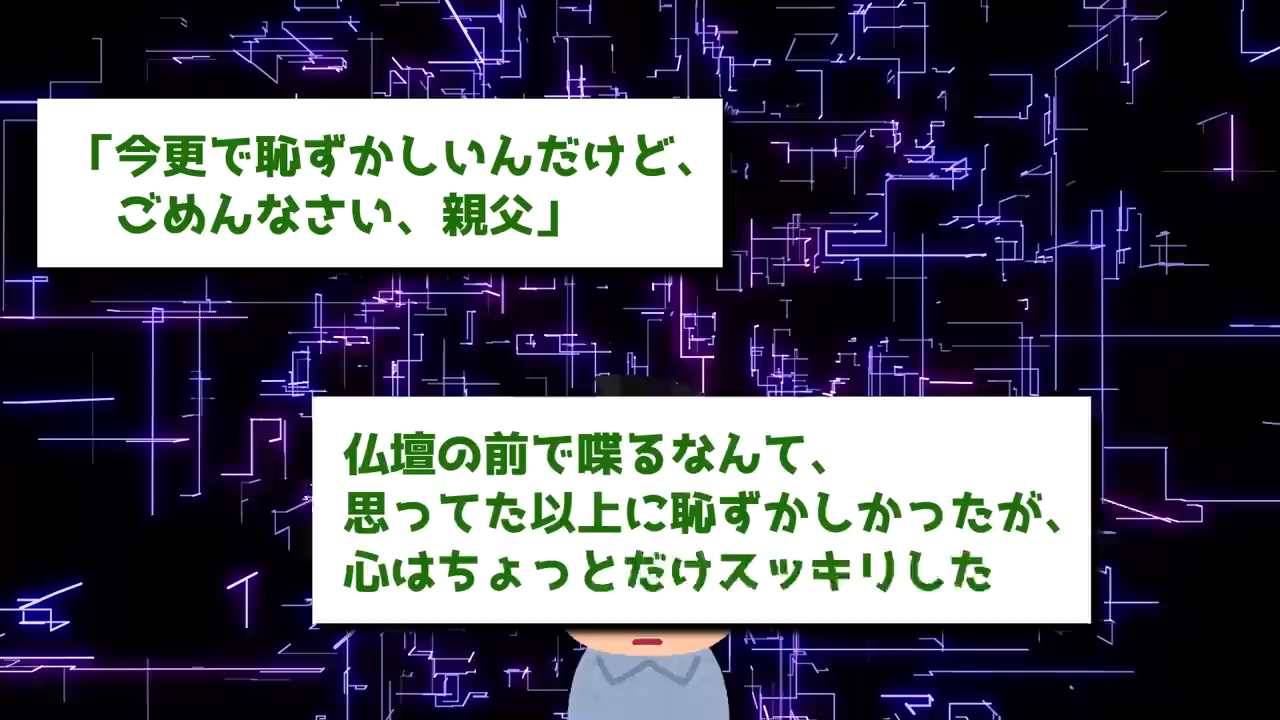 「今更で恥ずかしいんだけど、
ごめんなさい、親父」
仏壇の前で喋るなんて、
思ってた以上に恥ずかしかったが、
心はちょっとだけスッキリした